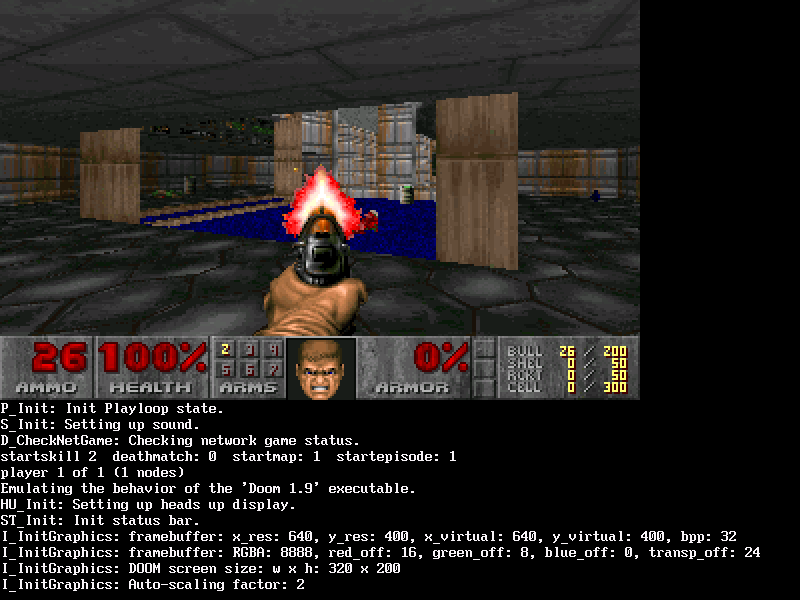 26 100% 2 3 4 0% BULL 26 / 200
5 6 7 SHEL 0 / 50
RCKT 0 / 50
AMMO HEALTH ARMS ARMOR CELL 0 / 300
P_Init: Init Playloop state.
S_Init: Setting up sound.
D_CheckNetGame: Checking network game status.
startskill 2  deathmatch: 0  startmap: 1  startepisode: 1
player 1 of 1 (1 nodes)
Emulating the behavior of the 'Doom 1.9' executable.
HU_Init: Setting up heads up display.
ST_Init: Init status bar.
I_InitGraphics: framebuffer: x_res: 640, y_res: 400, x_virtual: 640, y_virtual: 400, bpp: 32
I_InitGraphics: framebuffer: RGBA: 8888, red_off: 16, green_off: 8, blue_off: 0, transp_off: 24
I_InitGraphics: DOOM screen size: w x h: 320 x 200
I_InitGraphics: Auto-scaling factor: 2